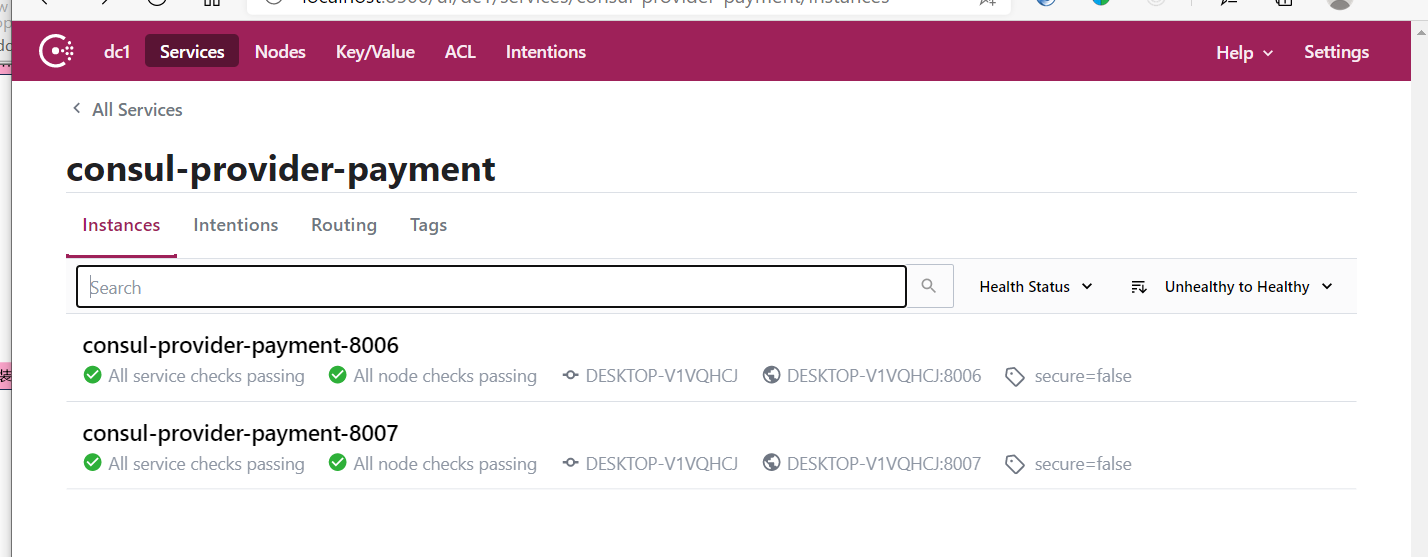 localhost:8500/ui/dc1/services/consul-provider-payment/instances
dc1 Services Nodes Key/Value ACL Intentions Help Settings
All Services
consul-provider-payment
Instances Intentions Routing Tags
Search Health Status Unhealthy to Healthy
consul-provider-payment-8006
All service checks passing All node checks passing DESKTOP-V1VQHCJ DESKTOP-V1VQHCJ:8006 secure=false
consul-provider-payment-8007
All service checks passing All node checks passing DESKTOP-V1VQHCJ DESKTOP-V1VQHCJ:8007 secure=false